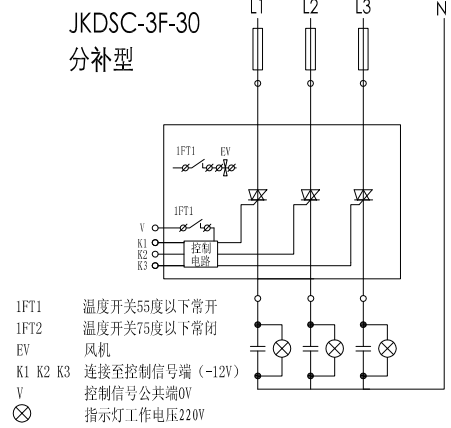 JKDSC-3F-30
分补型
L1 L2 L3 N
1FT1 EV
1FT1
V
K1
K2
K3
控制
电路
1FT1 温度开关55度以下常开
1FT2 温度开关75度以下常闭
EV 风机
K1 K2 K3 连接至控制信号端（-12V）
V 控制信号公共端0V
指示灯工作电压220V